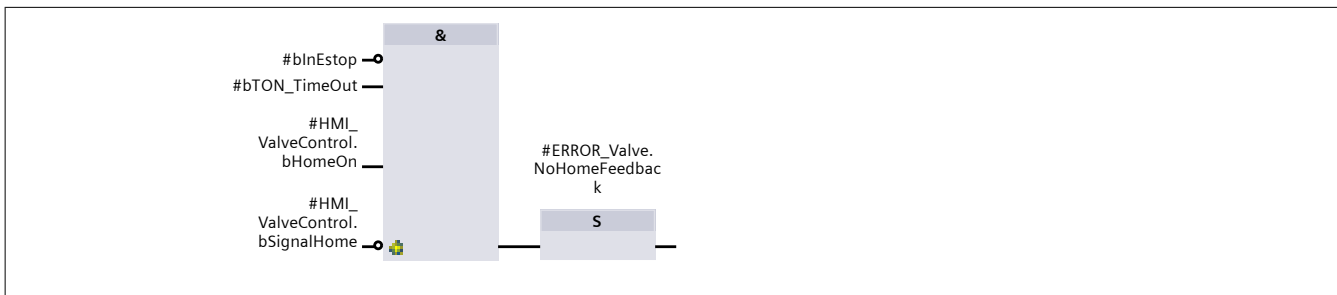 &
#bInEstop
#bTON_TimeOut
#HMI_
ValveControl.
bHomeOn
#ERROR_Valve.
NoHomeFeedbac
k
#HMI_
ValveControl.
bSignalHome
S